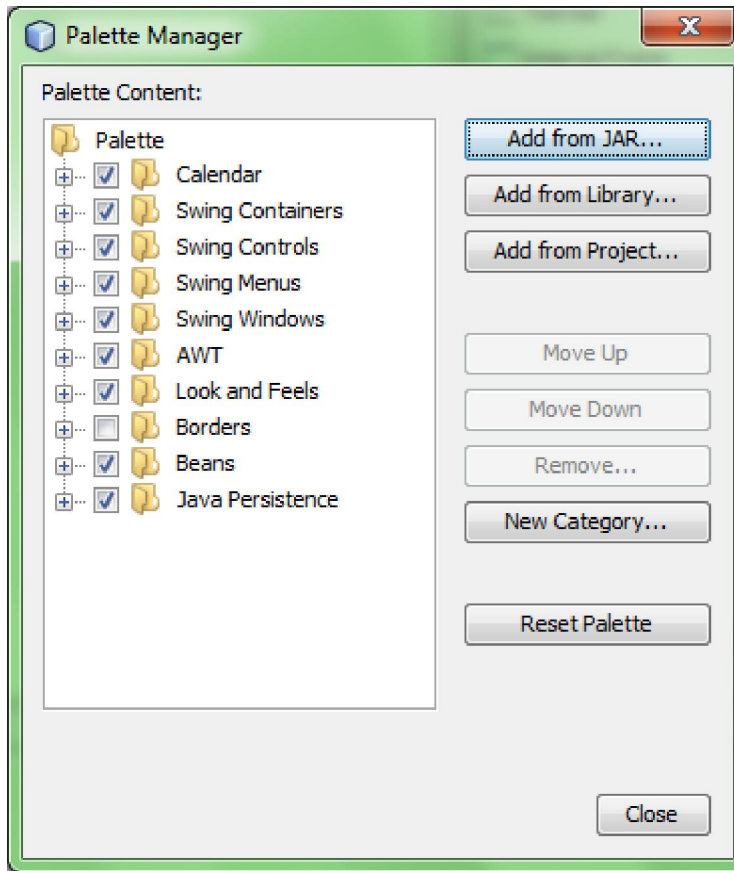 Palette Manager
Palette Content:
Palette
Calendar
Swing Containers
Swing Controls
Swing Menus
Swing Windows
AWT
Look and Feels
Borders
Beans
Java Persistence
Add from JAR...
Add from Library...
Add from Project...
Move Up
Move Down
Remove...
New Category...
Reset Palette
Close